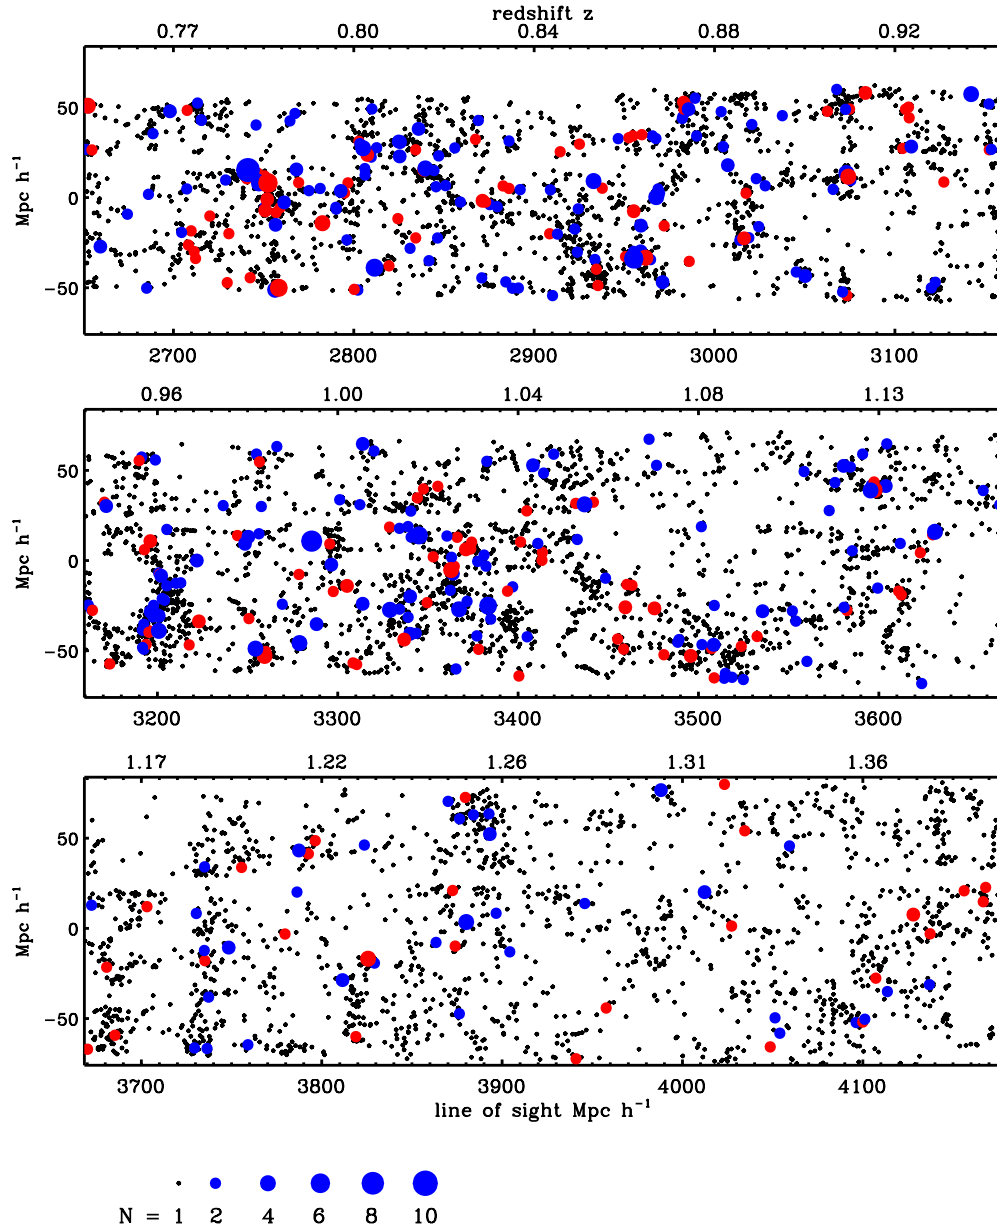 redshift z
0.77 0.80 0.84 0.88 0.92
50
0
−50
Mpc h⁻¹
2700 2800 2900 3000 3100
0.96 1.00 1.04 1.08 1.13
50
0
−50
Mpc h⁻¹
3200 3300 3400 3500 3600
1.17 1.22 1.26 1.31 1.36
50
0
−50
Mpc h⁻¹
3700 3800 3900 4000 4100
line of sight Mpc h⁻¹
N = 1 2 4 6 8 10